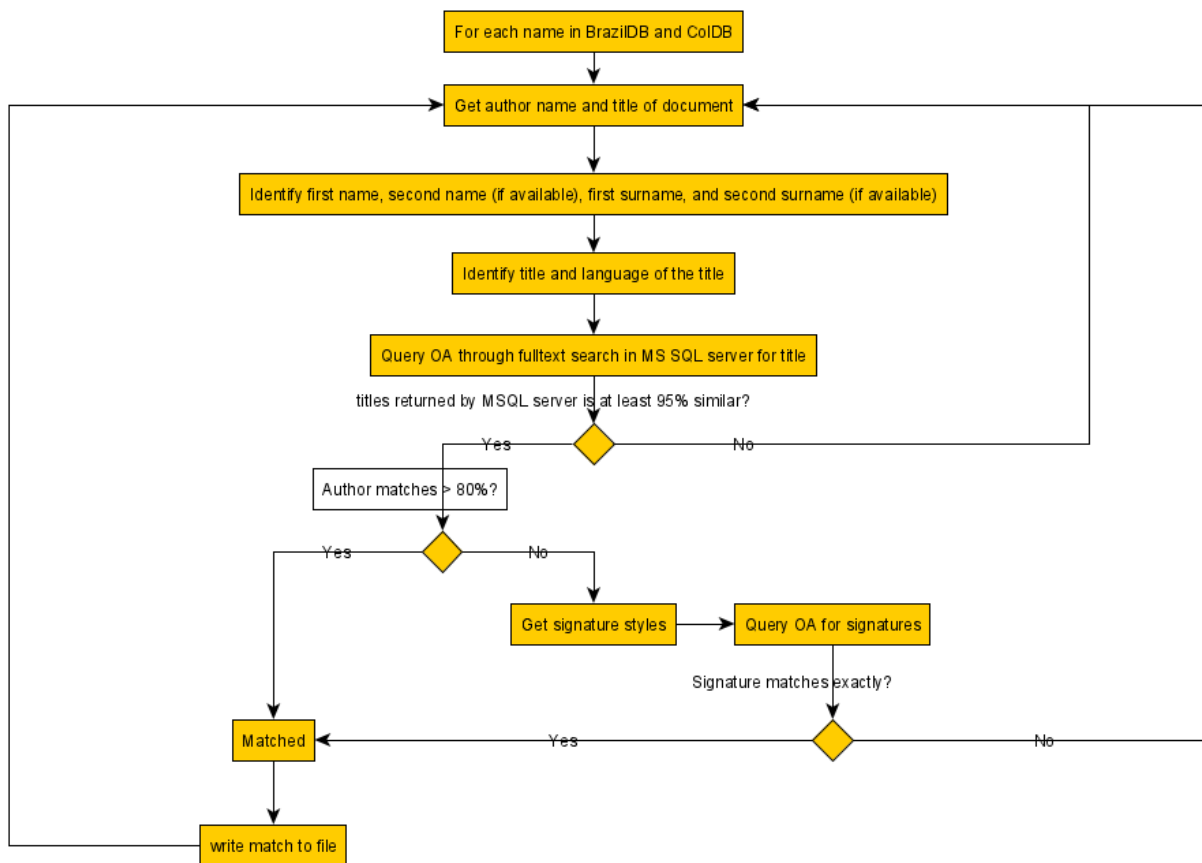 For each name in BrazilDB and ColDB
Get author name and title of document
Identify first name, second name (if available), first surname, and second surname (if available)
Identify title and language of the title
Query OA through fulltext search in MS SQL server for title
titles returned by MSQL server is at least 95% similar?
Yes
No
Author matches > 80%?
Yes
No
Get signature styles
Query OA for signatures
Signature matches exactly?
Matched
Yes
No
write match to file